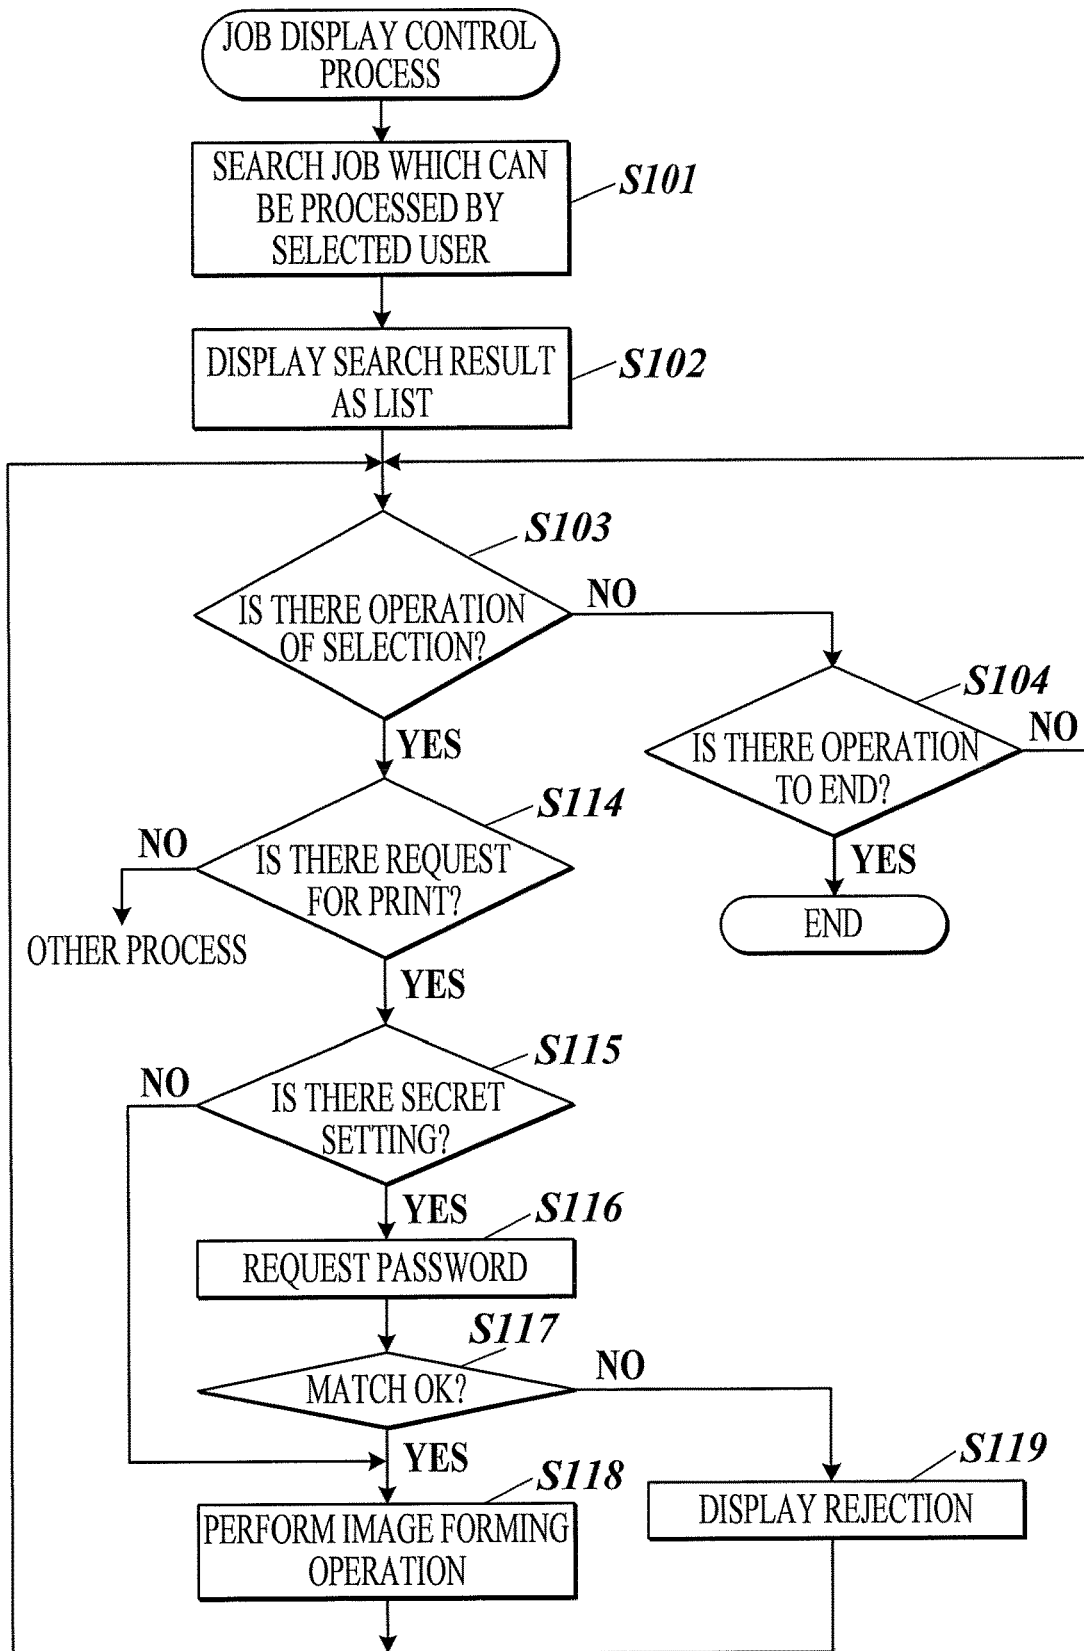 JOB DISPLAY CONTROL
PROCESS
SEARCH JOB WHICH CAN
BE PROCESSED BY
SELECTED USER
S101
DISPLAY SEARCH RESULT
AS LIST
S102
S103
IS THERE OPERATION
OF SELECTION?
NO
YES
S104
IS THERE OPERATION
TO END?
NO
YES
END
S114
IS THERE REQUEST
FOR PRINT?
NO
OTHER PROCESS
YES
S115
IS THERE SECRET
SETTING?
NO
YES
S116
REQUEST PASSWORD
S117
MATCH OK?
NO
YES
S118
PERFORM IMAGE FORMING
OPERATION
S119
DISPLAY REJECTION